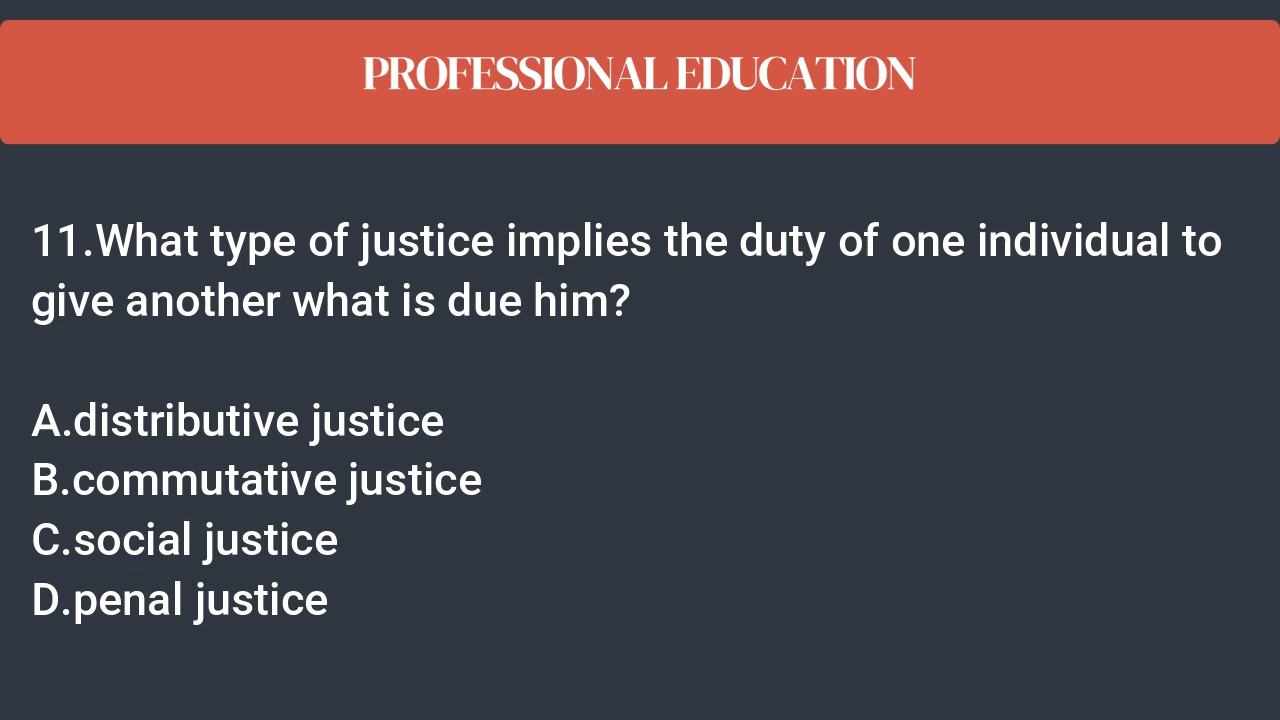 PROFESSIONAL EDUCATION
11.What type of justice implies the duty of one individual to
give another what is due him?
A.distributive justice
B.commutative justice
C.social justice
D.penal justice